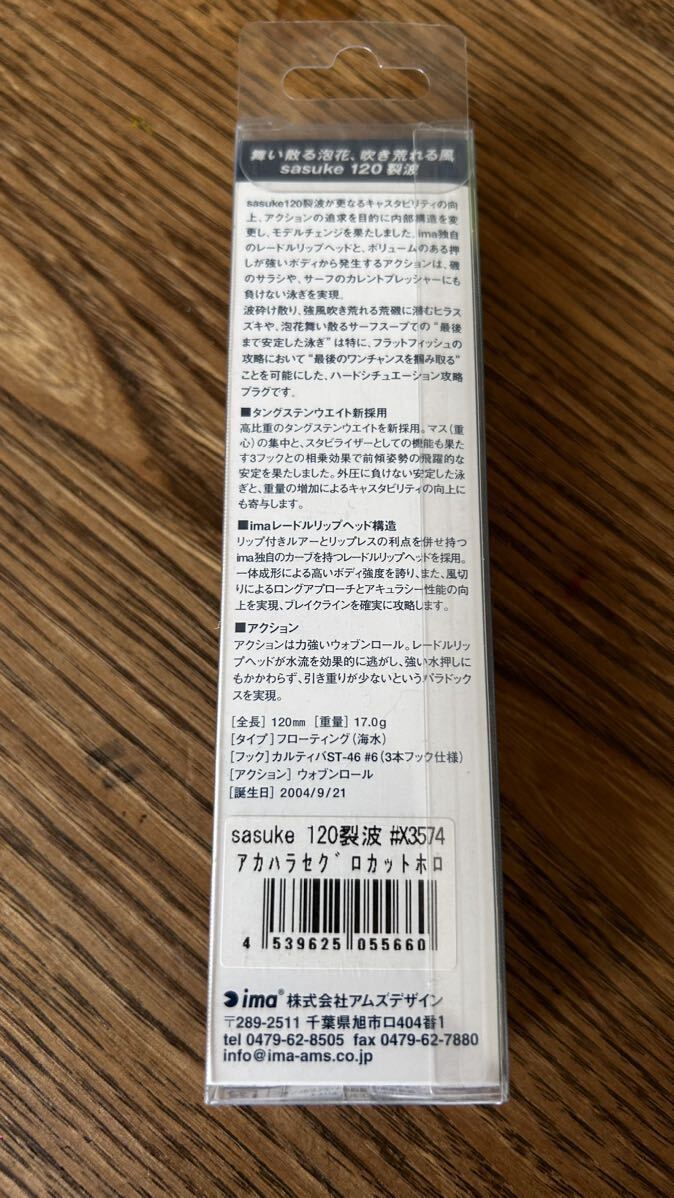 舞い散る泡花、吹き荒れる風
sasuke 120 裂波
sasuke120裂波が更なるキャスタビリティの向
上、アクションの追求を目的に内部構造を変
更し、モデルチェンジを果たしました。ima独自
のレードルリップヘッドと、ボリュームのある押
しが強いボディから発生するアクションは、磯
のサラシや、サーフのカレントプレッシャーにも
負けない泳ぎを実現。
波砕け散り、強風吹き荒れる荒磯に潜むヒラス
ズキや、泡花舞い散るサーフスープでの“最後
まで安定した泳ぎ”は特に、フラットフィッシュの
攻略において“最後のワンチャンスを掴み取る”
ことを可能にした、ハードシチュエーション攻略
プラグです。
■タングステンウエイト新採用
高比重のタングステンウエイトを新採用。マス(重
心)の集中と、スタビライザーとしての機能も果た
す3フックとの相乗効果で前傾姿勢の飛躍的な
安定を果たしました。外圧に負けない安定した泳
ぎと、重量の増加によるキャスタビリティの向上に
も寄与します。
■imaレードルリップヘッド構造
リップ付きルアーとリップレスの利点を併せ持つ
ima独自のカーブを持つレードルリップヘッドを採用。
一体成形による高いボディ強度を誇り、また、風切
りによるロングアプローチとアキュラシー性能の向
上を実現、ブレイクラインを確実に攻略します。
■アクション
アクションは力強いウォブンロール。レードルリッ
プヘッドが水流を効果的に逃がし、強い水押しに
もかかわらず、引き重りが少ないというパラドック
スを実現。
[全長] 120mm [重量] 17.0g
[タイプ] フローティング(海水)
[フック] カルティバST-46 #6(3本フック仕様)
[アクション] ウォブンロール
[誕生日] 2004/9/21
sasuke 120裂波 #X3574
アカハラセグロカットホロ
4 539625 055660
ima® 株式会社アムズデザイン
〒289-2511 千葉県旭市ロ404番1
tel 0479-62-8505 fax 0479-62-7880
info@ima-ams.co.jp